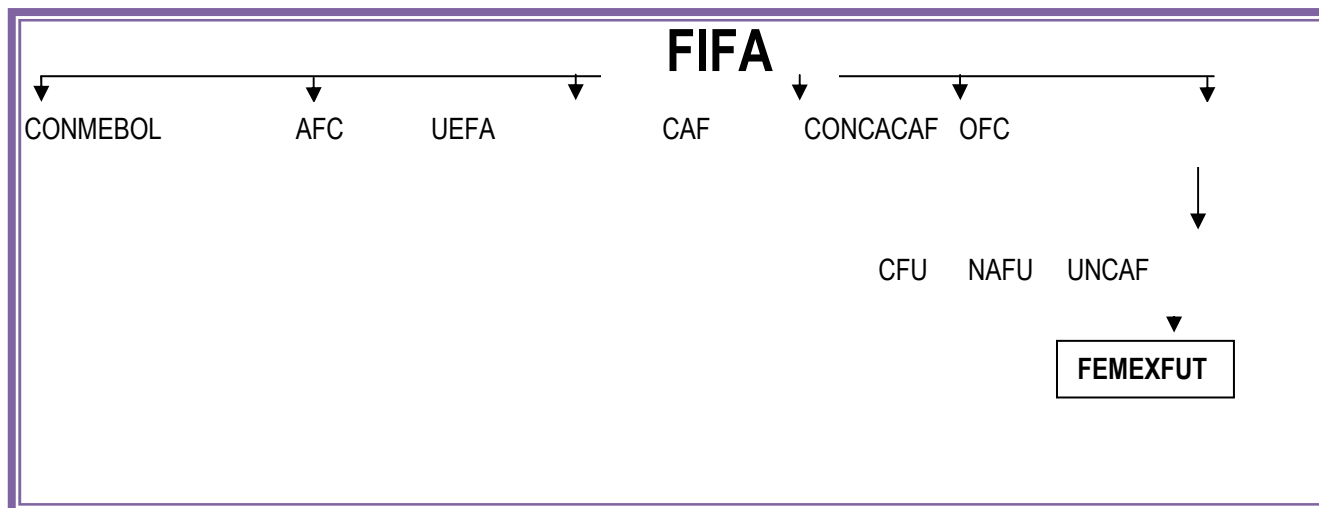 FIFA
CONMEBOL AFC UEFA CAF CONCACAF OFC
CFU NAFU UNCAF
FEMEXFUT